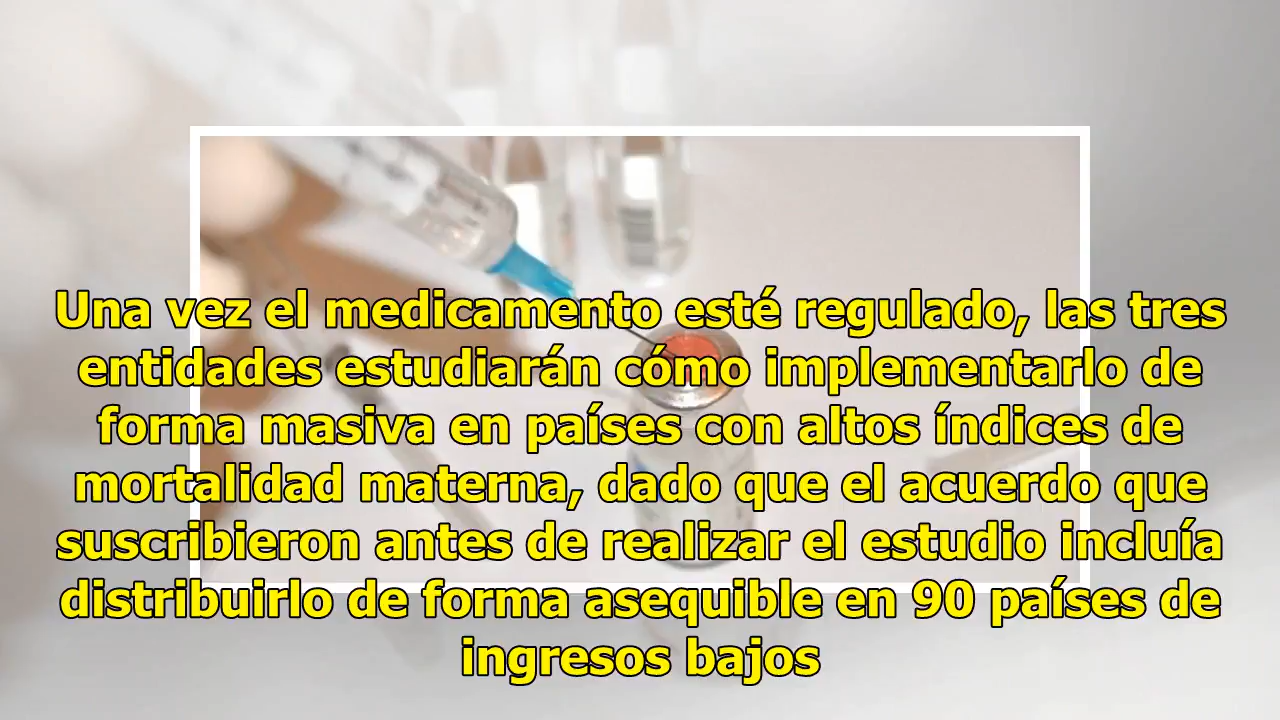 Una vez el medicamento esté regulado, las tres
entidades estudiarán cómo implementarlo de
forma masiva en países con altos índices de
mortalidad materna, dado que el acuerdo que
suscribieron antes de realizar el estudio incluía
distribuirlo de forma asequible en 90 países de
ingresos bajos